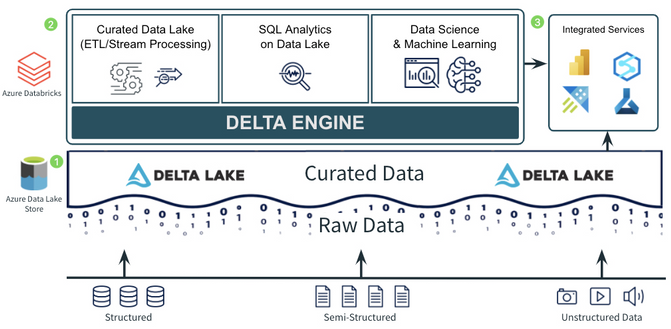 2
Curated Data Lake
(ETL/Stream Processing)
SQL Analytics
on Data Lake
Data Science
& Machine Learning
3
Integrated Services
Azure Databricks
DELTA ENGINE
1
Azure Data Lake
Store
DELTA LAKE
Curated Data
DELTA LAKE
Raw Data
Structured
Semi-Structured
Unstructured Data